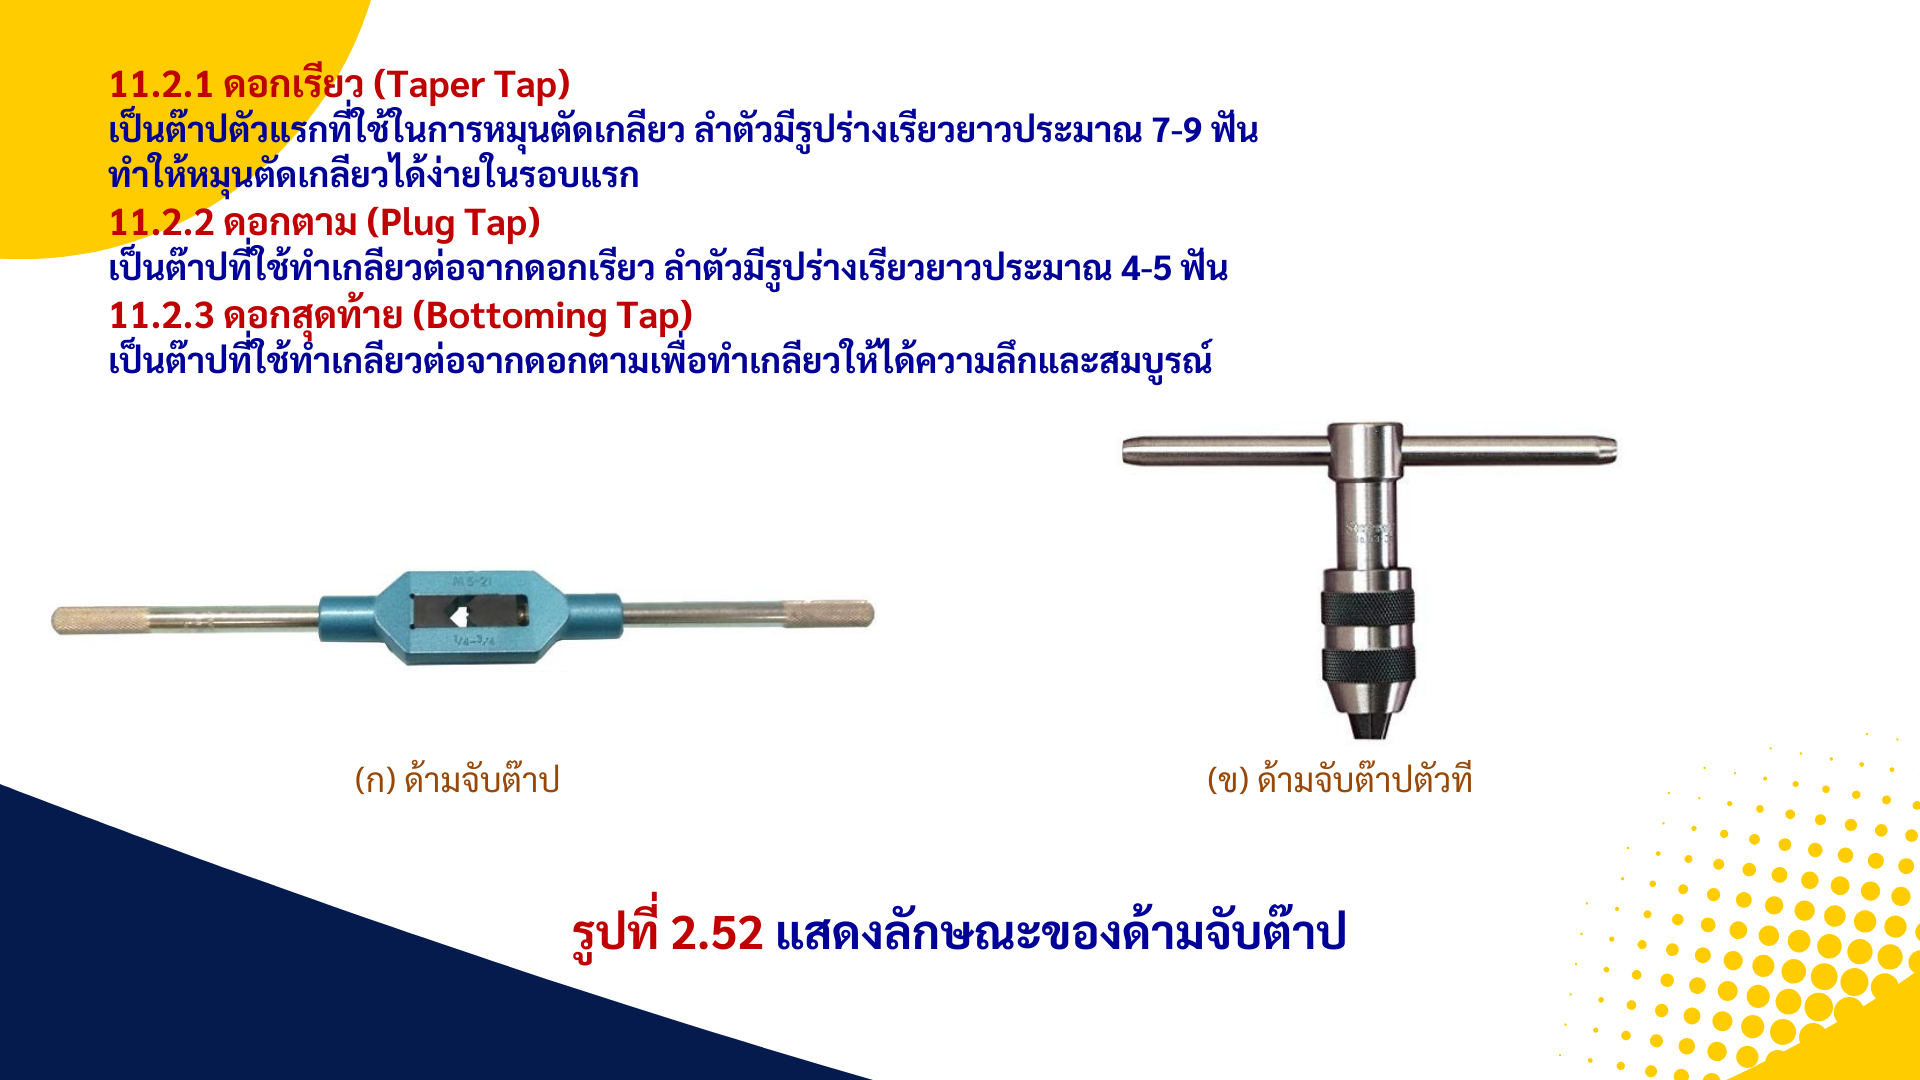 11.2.1 ดอกเรียว (Taper Tap)
เป็นต๊าปตัวแรกที่ใช้ในการหมุนตัดเกลียว ลำตัวมีรูปร่างเรียวยาวประมาณ 7-9 ฟัน
ทำให้หมุนตัดเกลียวได้ง่ายในรอบแรก
11.2.2 ดอกตาม (Plug Tap)
เป็นต๊าปที่ใช้ทำเกลียวต่อจากดอกเรียว ลำตัวมีรูปร่างเรียวยาวประมาณ 4-5 ฟัน
11.2.3 ดอกสุดท้าย (Bottoming Tap)
เป็นต๊าปที่ใช้ทำเกลียวต่อจากดอกตามเพื่อทำเกลียวให้ได้ความลึกและสมบูรณ์
1/4-3/4
(ก) ด้ามจับต๊าป
(ข) ด้ามจับต๊าปตัวที
รูปที่ 2.52 แสดงลักษณะของด้ามจับต๊าป